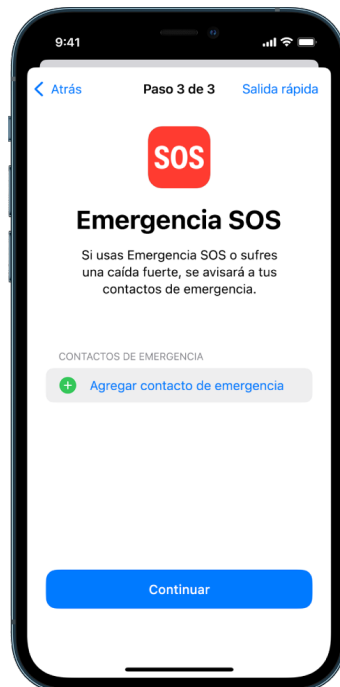 9:41
Atrás Paso 3 de 3 Salida rápida
SOS
Emergencia SOS
Si usas Emergencia SOS o sufres
una caída fuerte, se avisará a tus
contactos de emergencia.
CONTACTOS DE EMERGENCIA
Agregar contacto de emergencia
Continuar